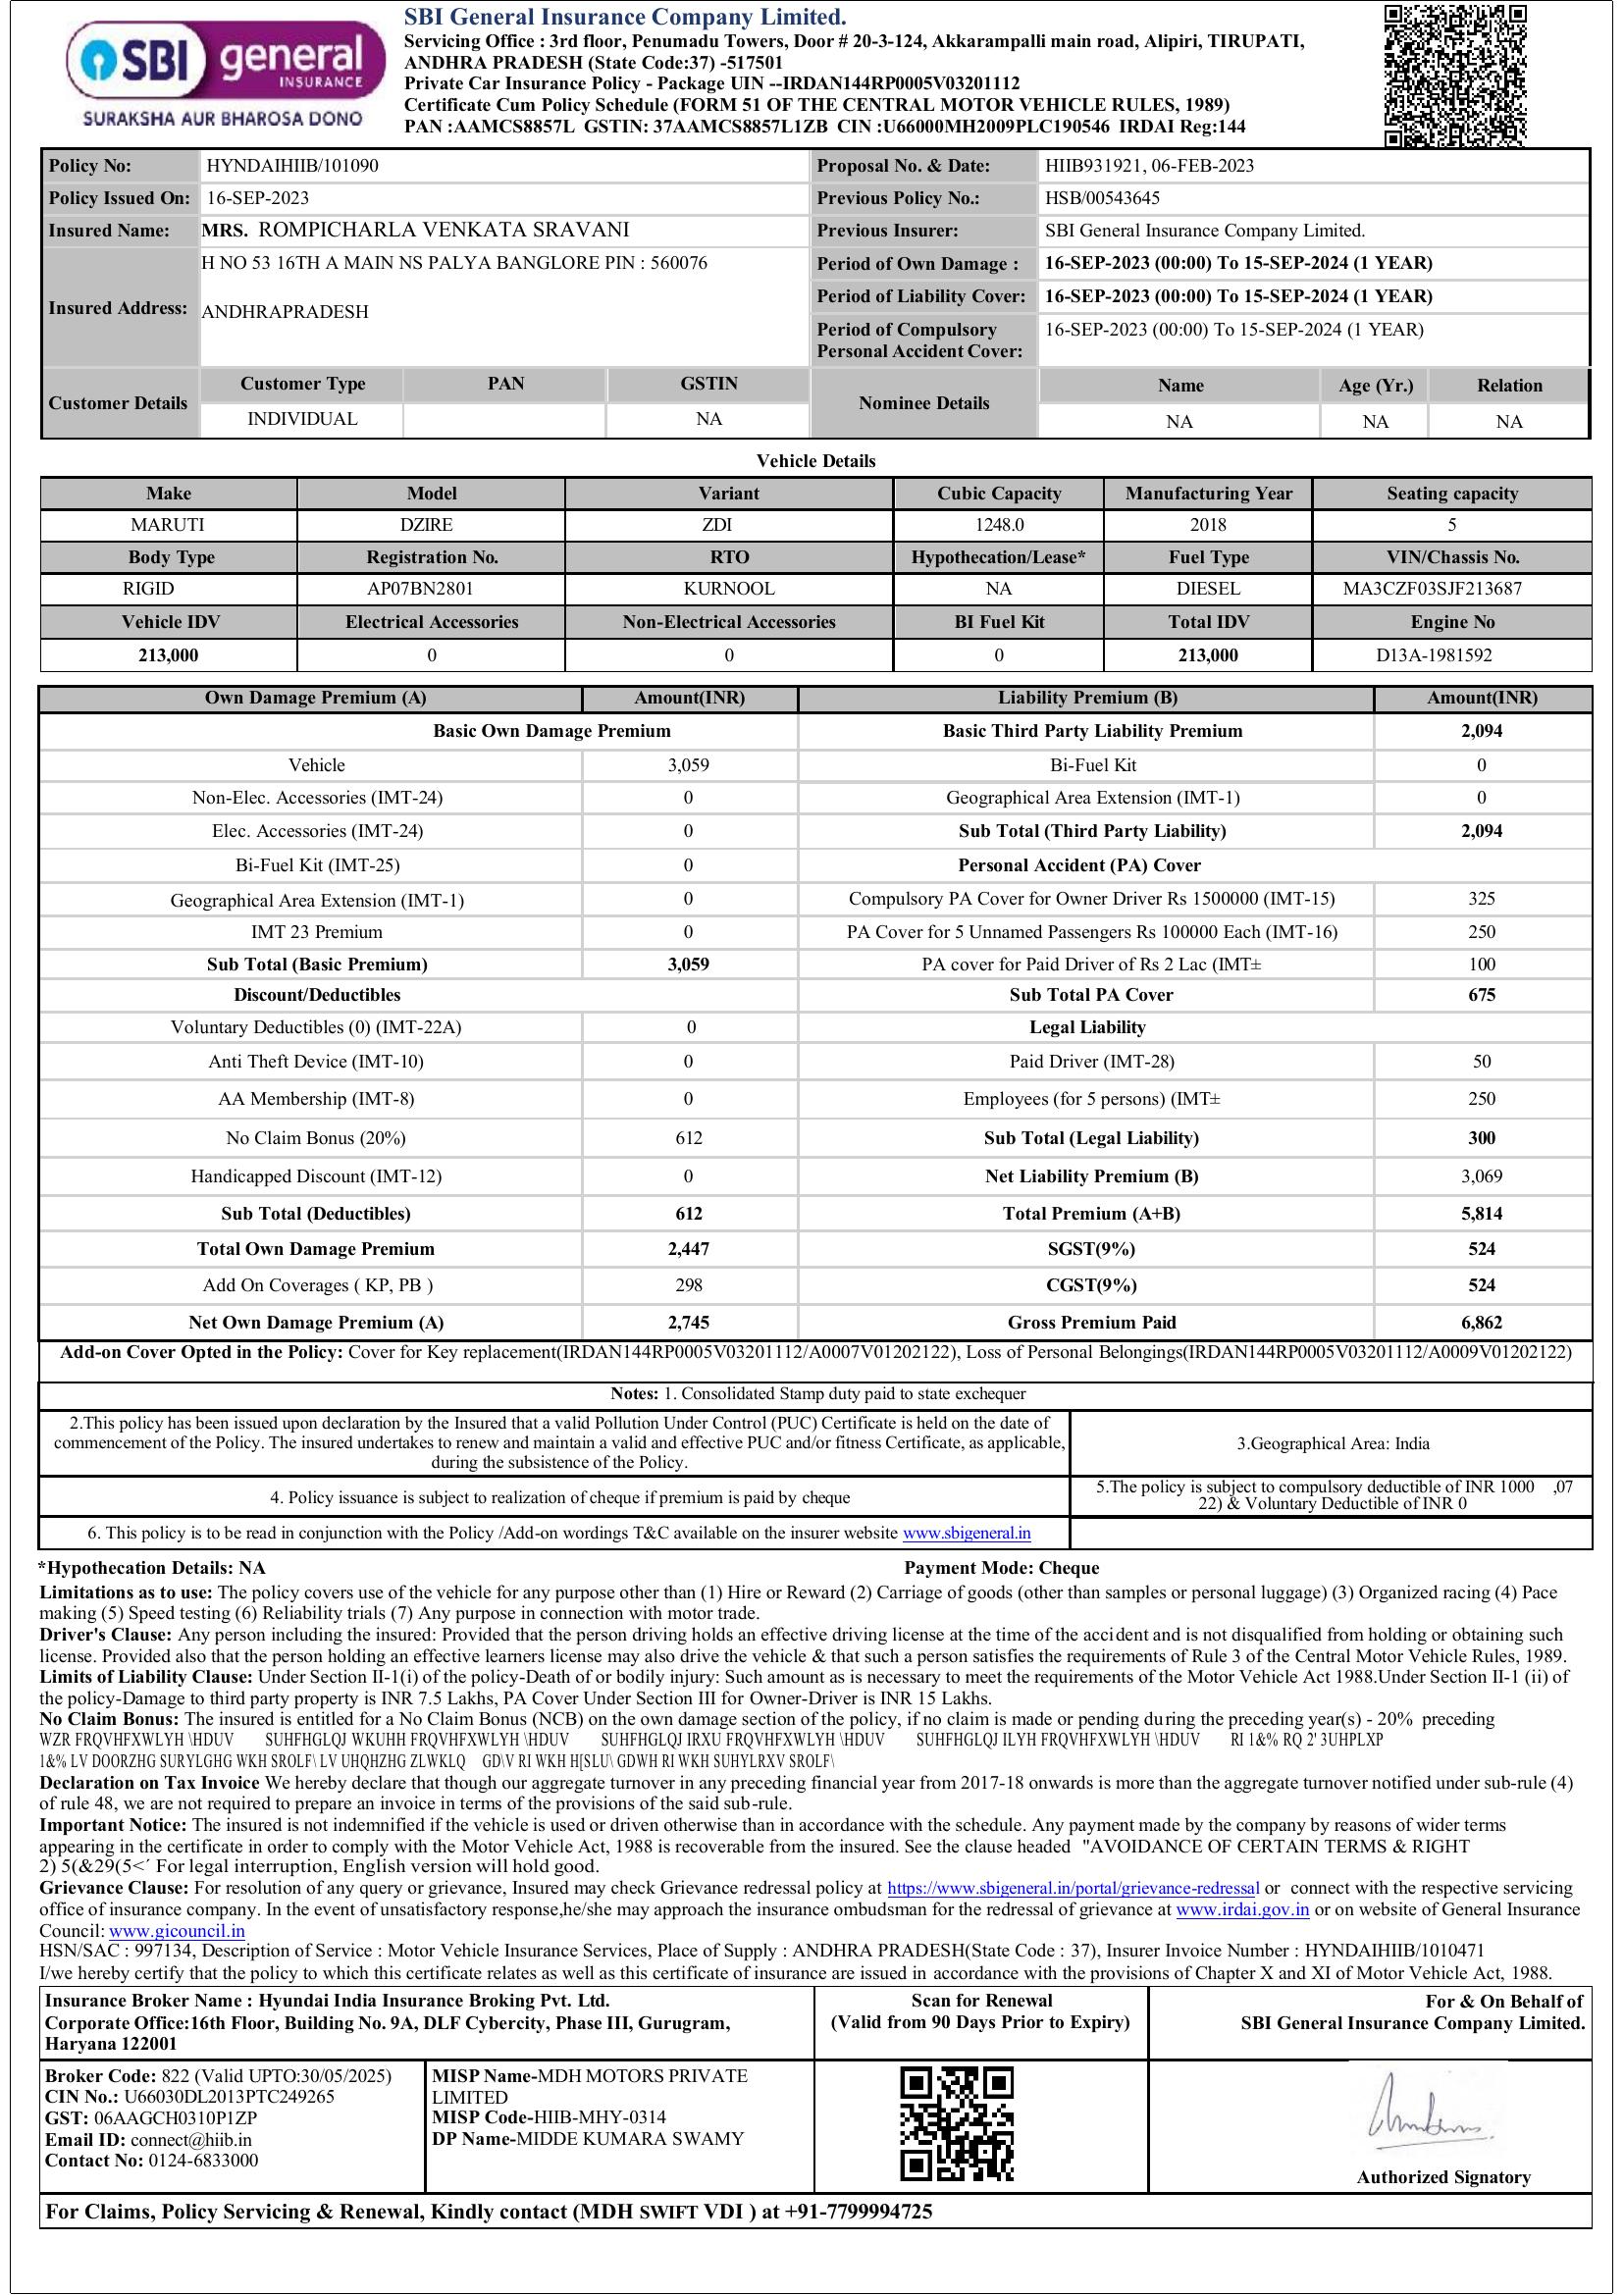 SBI general
INSURANCE
SURAKSHA AUR BHAROSA DONO
SBI General Insurance Company Limited.
Servicing Office : 3rd floor, Penumadu Towers, Door # 20-3-124, Akkarampalli main road, Alipiri, TIRUPATI,
ANDHRA PRADESH (State Code:37) -517501
Private Car Insurance Policy - Package UIN --IRDAN144RP0005V03201112
Certificate Cum Policy Schedule (FORM 51 OF THE CENTRAL MOTOR VEHICLE RULES, 1989)
PAN :AAMCS8857L GSTIN: 37AAMCS8857L1ZB CIN :U66000MH2009PLC190546 IRDAI Reg:144
Policy No: HYNDAIHIIB/101090 Proposal No. & Date: HIIB931921, 06-FEB-2023
Policy Issued On: 16-SEP-2023 Previous Policy No.: HSB/00543645
Insured Name: MRS. ROMPICHARLA VENKATA SRAVANI Previous Insurer: SBI General Insurance Company Limited.
Insured Address: H NO 53 16TH A MAIN NS PALYA BANGLORE PIN : 560076
ANDHRAPRADESH
Period of Own Damage : 16-SEP-2023 (00:00) To 15-SEP-2024 (1 YEAR)
Period of Liability Cover: 16-SEP-2023 (00:00) To 15-SEP-2024 (1 YEAR)
Period of Compulsory Personal Accident Cover: 16-SEP-2023 (00:00) To 15-SEP-2024 (1 YEAR)
Customer Details Customer Type PAN GSTIN Nominee Details Name Age (Yr.) Relation
INDIVIDUAL NA NA NA NA
Vehicle Details
Make Model Variant Cubic Capacity Manufacturing Year Seating capacity
MARUTI DZIRE ZDI 1248.0 2018 5
Body Type Registration No. RTO Hypothecation/Lease* Fuel Type VIN/Chassis No.
RIGID AP07BN2801 KURNOOL NA DIESEL MA3CZF03SJF213687
Vehicle IDV Electrical Accessories Non-Electrical Accessories BI Fuel Kit Total IDV Engine No
213,000 0 0 0 213,000 D13A-1981592
Own Damage Premium (A) Amount(INR) Liability Premium (B) Amount(INR)
Basic Own Damage Premium Basic Third Party Liability Premium 2,094
Vehicle 3,059 Bi-Fuel Kit 0
Non-Elec. Accessories (IMT-24) 0 Geographical Area Extension (IMT-1) 0
Elec. Accessories (IMT-24) 0 Sub Total (Third Party Liability) 2,094
Bi-Fuel Kit (IMT-25) 0 Personal Accident (PA) Cover
Geographical Area Extension (IMT-1) 0 Compulsory PA Cover for Owner Driver Rs 1500000 (IMT-15) 325
IMT 23 Premium 0 PA Cover for 5 Unnamed Passengers Rs 100000 Each (IMT-16) 250
Sub Total (Basic Premium) 3,059 PA cover for Paid Driver of Rs 2 Lac (IMT± 100
Discount/Deductibles Sub Total PA Cover 675
Voluntary Deductibles (0) (IMT-22A) 0 Legal Liability
Anti Theft Device (IMT-10) 0 Paid Driver (IMT-28) 50
AA Membership (IMT-8) 0 Employees (for 5 persons) (IMT± 250
No Claim Bonus (20%) 612 Sub Total (Legal Liability) 300
Handicapped Discount (IMT-12) 0 Net Liability Premium (B) 3,069
Sub Total (Deductibles) 612 Total Premium (A+B) 5,814
Total Own Damage Premium 2,447 SGST(9%) 524
Add On Coverages ( KP, PB ) 298 CGST(9%) 524
Net Own Damage Premium (A) 2,745 Gross Premium Paid 6,862
Add-on Cover Opted in the Policy: Cover for Key replacement(IRDAN144RP0005V03201112/A0007V01202122), Loss of Personal Belongings(IRDAN144RP0005V03201112/A0009V01202122)
Notes: 1. Consolidated Stamp duty paid to state exchequer
2.This policy has been issued upon declaration by the Insured that a valid Pollution Under Control (PUC) Certificate is held on the date of
commencement of the Policy. The insured undertakes to renew and maintain a valid and effective PUC and/or fitness Certificate, as applicable,
during the subsistence of the Policy.
3.Geographical Area: India
4. Policy issuance is subject to realization of cheque if premium is paid by cheque
5.The policy is subject to compulsory deductible of INR 1000 ,07
22) & Voluntary Deductible of INR 0
6. This policy is to be read in conjunction with the Policy /Add-on wordings T&C available on the insurer website www.sbigeneral.in
*Hypothecation Details: NA Payment Mode: Cheque
Limitations as to use: The policy covers use of the vehicle for any purpose other than (1) Hire or Reward (2) Carriage of goods (other than samples or personal luggage) (3) Organized racing (4) Pace
making (5) Speed testing (6) Reliability trials (7) Any purpose in connection with motor trade.
Driver's Clause: Any person including the insured: Provided that the person driving holds an effective driving license at the time of the accident and is not disqualified from holding or obtaining such
license. Provided also that the person holding an effective learners license may also drive the vehicle & that such a person satisfies the requirements of Rule 3 of the Central Motor Vehicle Rules, 1989.
Limits of Liability Clause: Under Section II-1(i) of the policy-Death of or bodily injury: Such amount as is necessary to meet the requirements of the Motor Vehicle Act 1988.Under Section II-1 (ii) of
the policy-Damage to third party property is INR 7.5 Lakhs, PA Cover Under Section III for Owner-Driver is INR 15 Lakhs.
No Claim Bonus: The insured is entitled for a No Claim Bonus (NCB) on the own damage section of the policy, if no claim is made or pending during the preceding year(s) - 20% preceding
WZR FRQVHFXWLYH \HDUV SUHFHGLQJ WKUHH FRQVHFXWLYH \HDUV SUHFHGLQJ IRXU FRQVHFXWLYH \HDUV SUHFHGLQJ ILYH FRQVHFXWLYH \HDUV RI 1&% RQ 2' 3UHPLXP
1&% LV DOORZHG SURYLGHG WKH SROLF\ LV UHQHZHG ZLWKLQ GD\V RI WKH H[SLU\ GDWH RI WKH SUHYLRXV SROLF\
Declaration on Tax Invoice We hereby declare that though our aggregate turnover in any preceding financial year from 2017-18 onwards is more than the aggregate turnover notified under sub-rule (4)
of rule 48, we are not required to prepare an invoice in terms of the provisions of the said sub-rule.
Important Notice: The insured is not indemnified if the vehicle is used or driven otherwise than in accordance with the schedule. Any payment made by the company by reasons of wider terms
appearing in the certificate in order to comply with the Motor Vehicle Act, 1988 is recoverable from the insured. See the clause headed "AVOIDANCE OF CERTAIN TERMS & RIGHT
2) 5(&29(5<´ For legal interruption, English version will hold good.
Grievance Clause: For resolution of any query or grievance, Insured may check Grievance redressal policy at https://www.sbigeneral.in/portal/grievance-redressal or connect with the respective servicing
office of insurance company. In the event of unsatisfactory response,he/she may approach the insurance ombudsman for the redressal of grievance at www.irdai.gov.in or on website of General Insurance
Council: www.gicouncil.in
HSN/SAC : 997134, Description of Service : Motor Vehicle Insurance Services, Place of Supply : ANDHRA PRADESH(State Code : 37), Insurer Invoice Number : HYNDAIHIIB/1010471
I/we hereby certify that the policy to which this certificate relates as well as this certificate of insurance are issued in accordance with the provisions of Chapter X and XI of Motor Vehicle Act, 1988.
Insurance Broker Name : Hyundai India Insurance Broking Pvt. Ltd.
Corporate Office:16th Floor, Building No. 9A, DLF Cybercity, Phase III, Gurugram,
Haryana 122001
Scan for Renewal
(Valid from 90 Days Prior to Expiry)
For & On Behalf of
SBI General Insurance Company Limited.
Broker Code: 822 (Valid UPTO:30/05/2025)
CIN No.: U66030DL2013PTC249265
GST: 06AAGCH0310P1ZP
Email ID: connect@hiib.in
Contact No: 0124-6833000
MISP Name-MDH MOTORS PRIVATE
LIMITED
MISP Code-HIIB-MHY-0314
DP Name-MIDDE KUMARA SWAMY
Authorized Signatory
For Claims, Policy Servicing & Renewal, Kindly contact (MDH SWIFT VDI ) at +91-7799994725